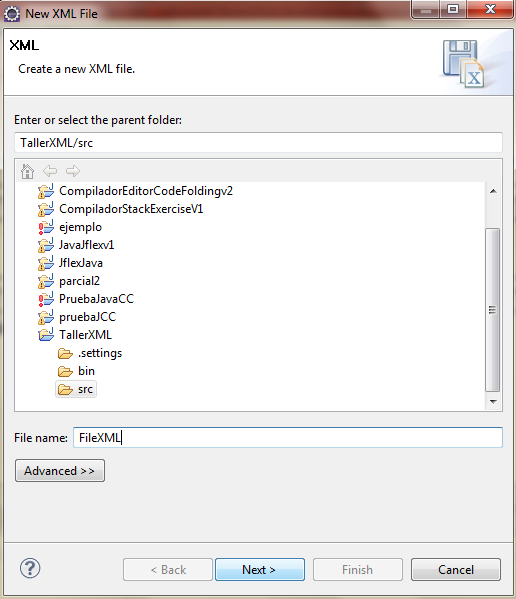 New XML File
XML
Create a new XML file.
Enter or select the parent folder:
TallerXML/src
CompiladorEditorCodeFoldingv2
CompiladorStackExerciseV1
ejemplo
JavaJflexv1
JflexJava
parcial2
PruebaJavaCC
pruebaJCC
TallerXML
.settings
bin
src
File name: FileXML
Advanced >>
? < Back Next > Finish Cancel